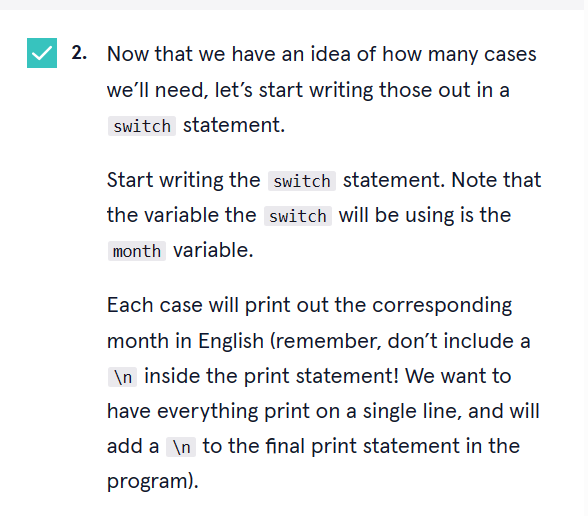 2. Now that we have an idea of how many cases
we’ll need, let’s start writing those out in a
switch statement.
Start writing the switch statement. Note that
the variable the switch will be using is the
month variable.
Each case will print out the corresponding
month in English (remember, don’t include a
\n inside the print statement! We want to
have everything print on a single line, and will
add a \n to the final print statement in the
program).